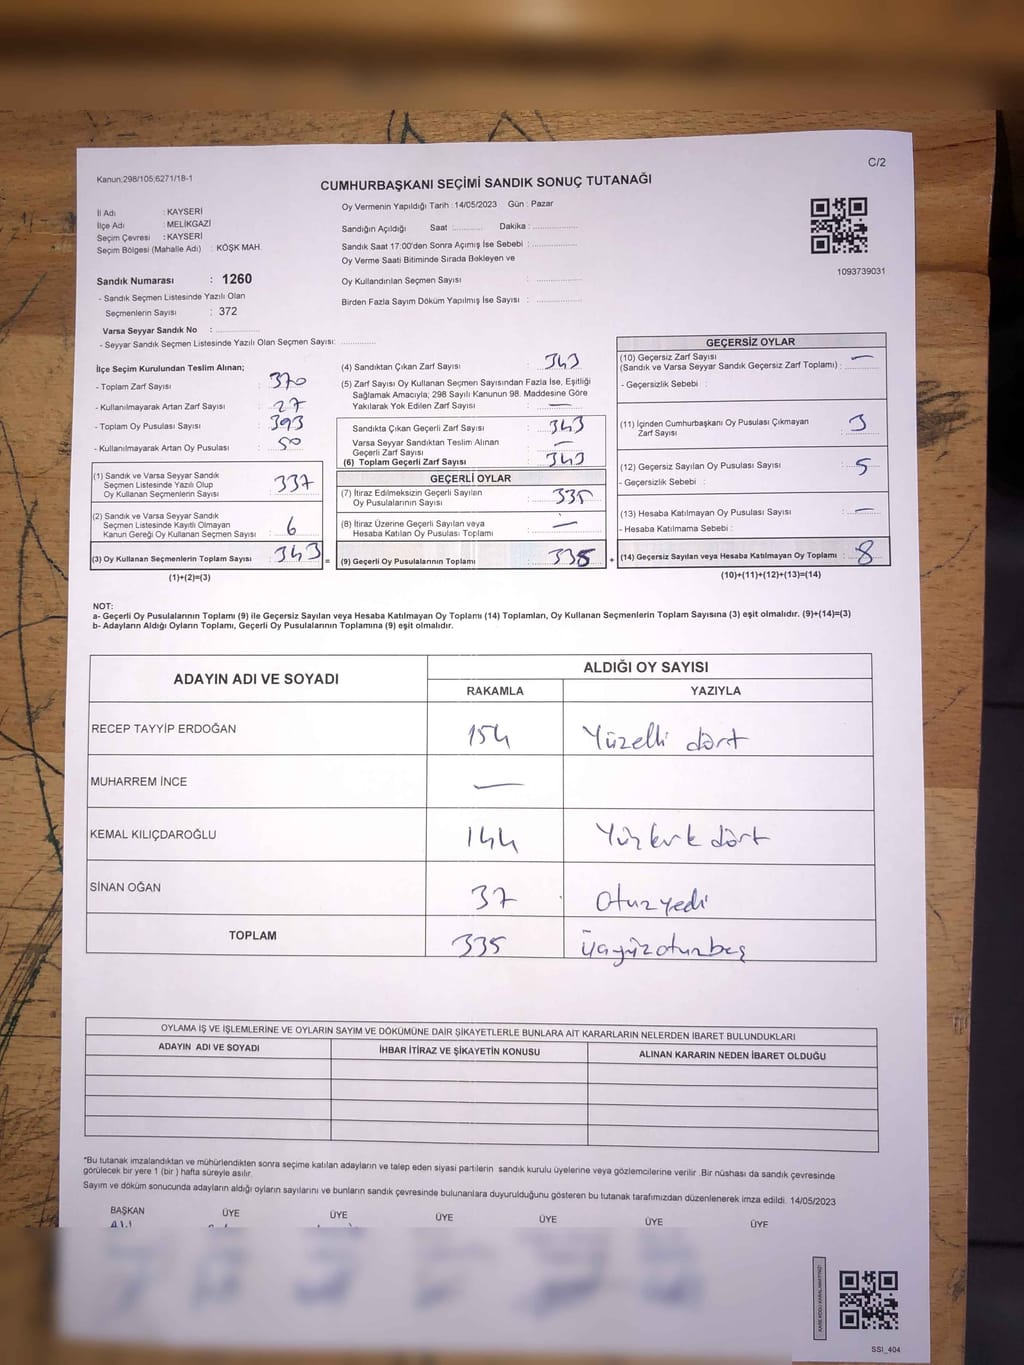 C/2
Kanun;298/105;6271/18-1
CUMHURBAŞKANI SEÇİMİ SANDIK SONUÇ TUTANAĞI
İl Adı : KAYSERİ
İlçe Adı : MELİKGAZİ
Seçim Çevresi : KAYSERİ
Seçim Bölgesi (Mahalle Adı) : KÖŞK MAH.
Sandık Numarası : 1260
- Sandık Seçmen Listesinde Yazılı Olan
Seçmenlerin Sayısı : 372
Varsa Seyyar Sandık No : ..............
- Seyyar Sandık Seçmen Listesinde Yazılı Olan Seçmen Sayısı: ............
Oy Vermenin Yapıldığı Tarih : 14/05/2023 Gün : Pazar
Sandığın Açıldığı Saat : ........... Dakika : ................
Sandık Saat 17:00'den Sonra Açımış İse Sebebi : ...............
Oy Verme Saati Bitiminde Sırada Bekleyen ve
Oy Kullandırılan Seçmen Sayısı : ...............
Birden Fazla Sayım Döküm Yapılmış İse Sayısı : ...............
1093739031
İlçe Seçim Kurulundan Teslim Alınan;
- Toplam Zarf Sayısı : 370
- Kullanılmayarak Artan Zarf Sayısı : 27
- Toplam Oy Pusulası Sayısı : 393
- Kullanılmayarak Artan Oy Pusulası : 50
(1) Sandık ve Varsa Seyyar Sandık
Seçmen Listesinde Yazılı Olup
Oy Kullanan Seçmenlerin Sayısı : 337
(2) Sandık ve Varsa Seyyar Sandık
Seçmen Listesinde Kayıtlı Olmayan
Kanun Gereği Oy Kullanan Seçmen Sayısı : 6
(3) Oy Kullanan Seçmenlerin Toplam Sayısı : 343 =
(1)+(2)=(3)
(4) Sandıktan Çıkan Zarf Sayısı : 343
(5) Zarf Sayısı Oy Kullanan Seçmen Sayısından Fazla İse, Eşitliği
Sağlamak Amacıyla; 298 Sayılı Kanunun 98. Maddesine Göre
Yakılarak Yok Edilen Zarf Sayısı : —
Sandıkta Çıkan Geçerli Zarf Sayısı : 343
Varsa Seyyar Sandıktan Teslim Alınan
Geçerli Zarf Sayısı : —
(6) Toplam Geçerli Zarf Sayısı : 343
GEÇERLİ OYLAR
(7) İtiraz Edilmeksizin Geçerli Sayılan
Oy Pusulalarının Sayısı : 335
(8) İtiraz Üzerine Geçerli Sayılan veya
Hesaba Katılan Oy Pusulası Toplamı : —
(9) Geçerli Oy Pusulalarının Toplamı : 335 +
GEÇERSİZ OYLAR
(10) Geçersiz Zarf Sayısı
(Sandık ve Varsa Seyyar Sandık Geçersiz Zarf Toplamı) : —
- Geçersizlik Sebebi :
(11) İçinden Cumhurbaşkanı Oy Pusulası Çıkmayan
Zarf Sayısı : 3
(12) Geçersiz Sayılan Oy Pusulası Sayısı : 5
- Geçersizlik Sebebi :
(13) Hesaba Katılmayan Oy Pusulası Sayısı : —
- Hesaba Katılmama Sebebi :
(14) Geçersiz Sayılan veya Hesaba Katılmayan Oy Toplamı : 8
(10)+(11)+(12)+(13)=(14)
NOT:
a- Geçerli Oy Pusulalarının Toplamı (9) ile Geçersiz Sayılan veya Hesaba Katılmayan Oy Toplamı (14) Toplamları, Oy Kullanan Seçmenlerin Toplam Sayısına (3) eşit olmalıdır. (9)+(14)=(3)
b- Adayların Aldığı Oyların Toplamı, Geçerli Oy Pusulalarının Toplamına (9) eşit olmalıdır.
ADAYIN ADI VE SOYADI ALDIĞI OY SAYISI
RAKAMLA YAZIYLA
RECEP TAYYİP ERDOĞAN 154 Yüzelli dört
MUHARREM İNCE —
KEMAL KILIÇDAROĞLU 144 Yüzkırk dört
SİNAN OĞAN 37 Otuzyedi
TOPLAM 335 üçyüzotuzbeş
OYLAMA İŞ VE İŞLEMLERİNE VE OYLARIN SAYIM VE DÖKÜMÜNE DAİR ŞİKAYETLERLE BUNLARA AİT KARARLARIN NELERDEN İBARET BULUNDUKLARI
ADAYIN ADI VE SOYADI İHBAR İTİRAZ VE ŞİKAYETİN KONUSU ALINAN KARARIN NEDEN İBARET OLDUĞU
*Bu tutanak imzalandıktan ve mühürlendikten sonra seçime katılan adayların ve talep eden siyasi partilerin sandık kurulu üyelerine veya gözlemcilerine verilir .Bir nüshası da sandık çevresinde
görülecek bir yere 1 (bir ) hafta süreyle asılır.
Sayım ve döküm sonucunda adayların aldığı oyların sayılarını ve bunların sandık çevresinde bulunanlara duyurulduğunu gösteren bu tutanak tarafımızdan düzenlenerek imza edildi. 14/05/2023
BAŞKAN ÜYE ÜYE ÜYE ÜYE ÜYE ÜYE
SSI_404